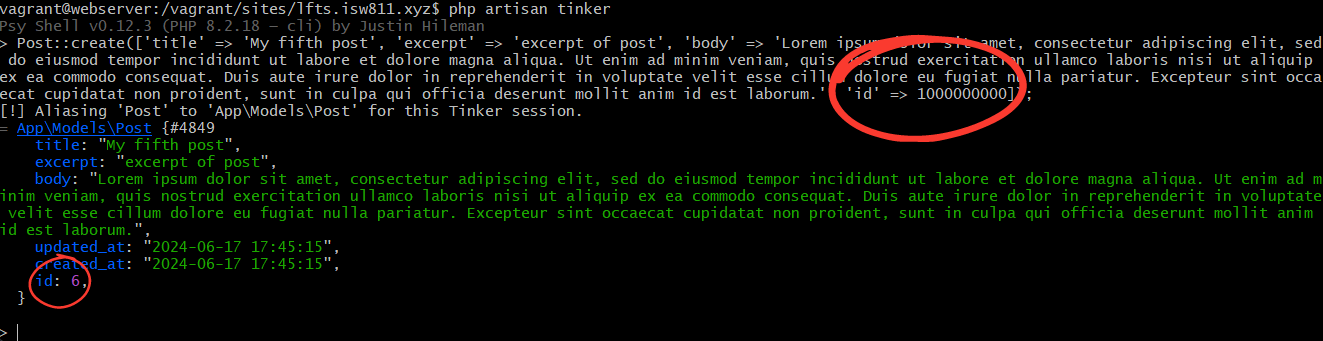 vagrant@webserver:/vagrant/sites/lfts.isw811.xyz$ php artisan tinker
Psy Shell v0.12.3 (PHP 8.2.18 — cli) by Justin Hileman
> Post::create(['title' => 'My fifth post', 'excerpt' => 'excerpt of post', 'body' => 'Lorem ipsum dolor sit amet, consectetur adipiscing elit, sed
do eiusmod tempor incididunt ut labore et dolore magna aliqua. Ut enim ad minim veniam, quis nostrud exercitation ullamco laboris nisi ut aliquip
ex ea commodo consequat. Duis aute irure dolor in reprehenderit in voluptate velit esse cillum dolore eu fugiat nulla pariatur. Excepteur sint occa
ecat cupidatat non proident, sunt in culpa qui officia deserunt mollit anim id est laborum.', 'id' => 1000000000]);
[!] Aliasing 'Post' to 'App\Models\Post' for this Tinker session.
= App\Models\Post {#4849
title: "My fifth post",
excerpt: "excerpt of post",
body: "Lorem ipsum dolor sit amet, consectetur adipiscing elit, sed do eiusmod tempor incididunt ut labore et dolore magna aliqua. Ut enim ad m
inim veniam, quis nostrud exercitation ullamco laboris nisi ut aliquip ex ea commodo consequat. Duis aute irure dolor in reprehenderit in voluptate
velit esse cillum dolore eu fugiat nulla pariatur. Excepteur sint occaecat cupidatat non proident, sunt in culpa qui officia deserunt mollit anim
id est laborum.",
updated_at: "2024-06-17 17:45:15",
created_at: "2024-06-17 17:45:15",
id: 6,
}
>